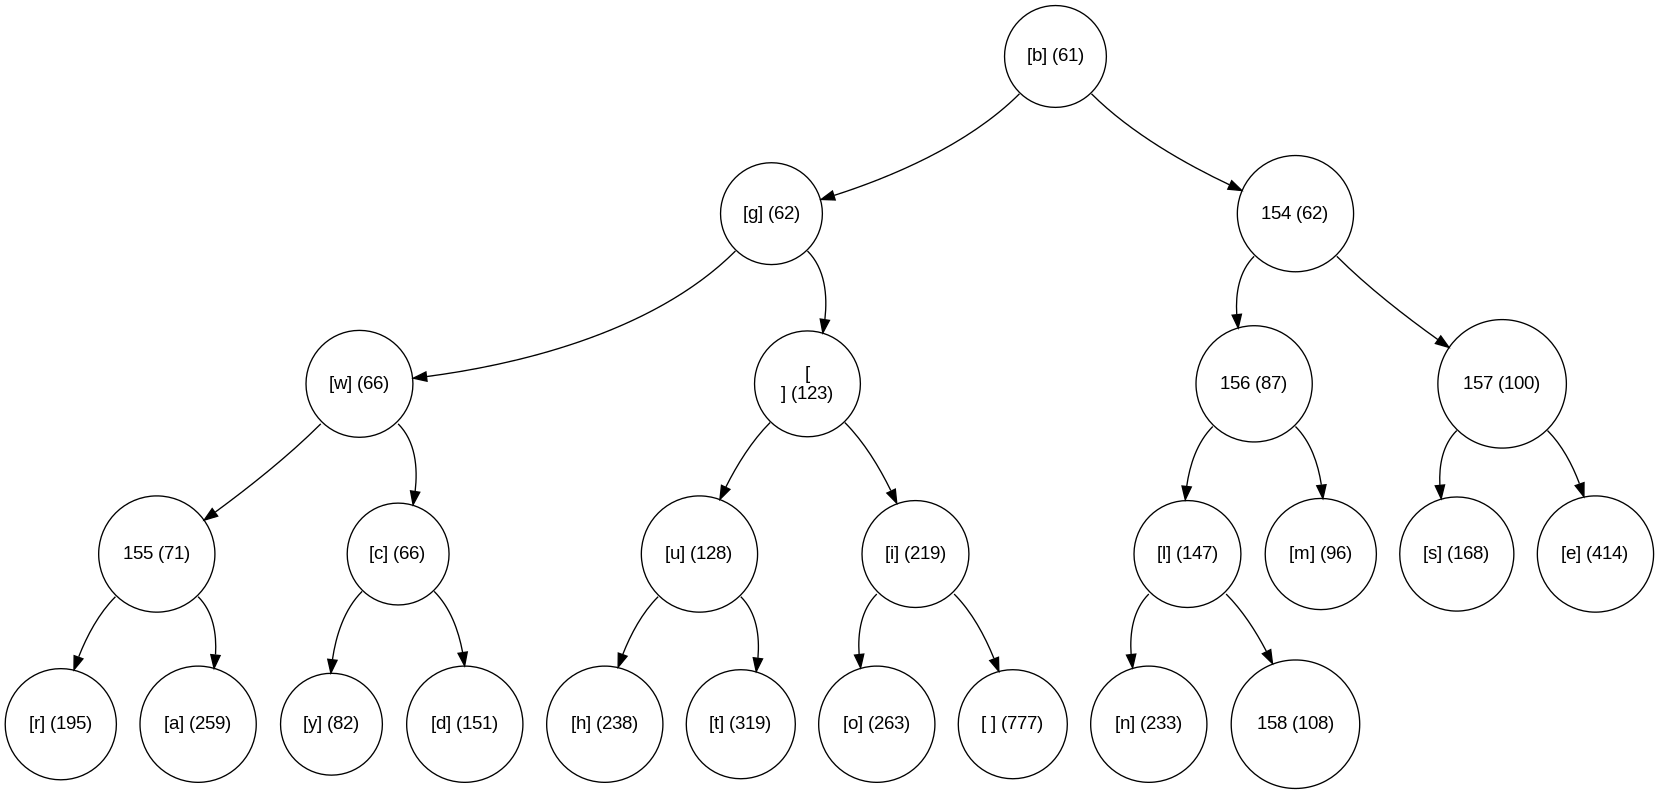 [b] (61)
[g] (62)
154 (62)
[w] (66)
[
] (123)
156 (87)
157 (100)
155 (71)
[c] (66)
[u] (128)
[i] (219)
[l] (147)
[m] (96)
[s] (168)
[e] (414)
[r] (195)
[a] (259)
[y] (82)
[d] (151)
[h] (238)
[t] (319)
[o] (263)
[ ] (777)
[n] (233)
158 (108)